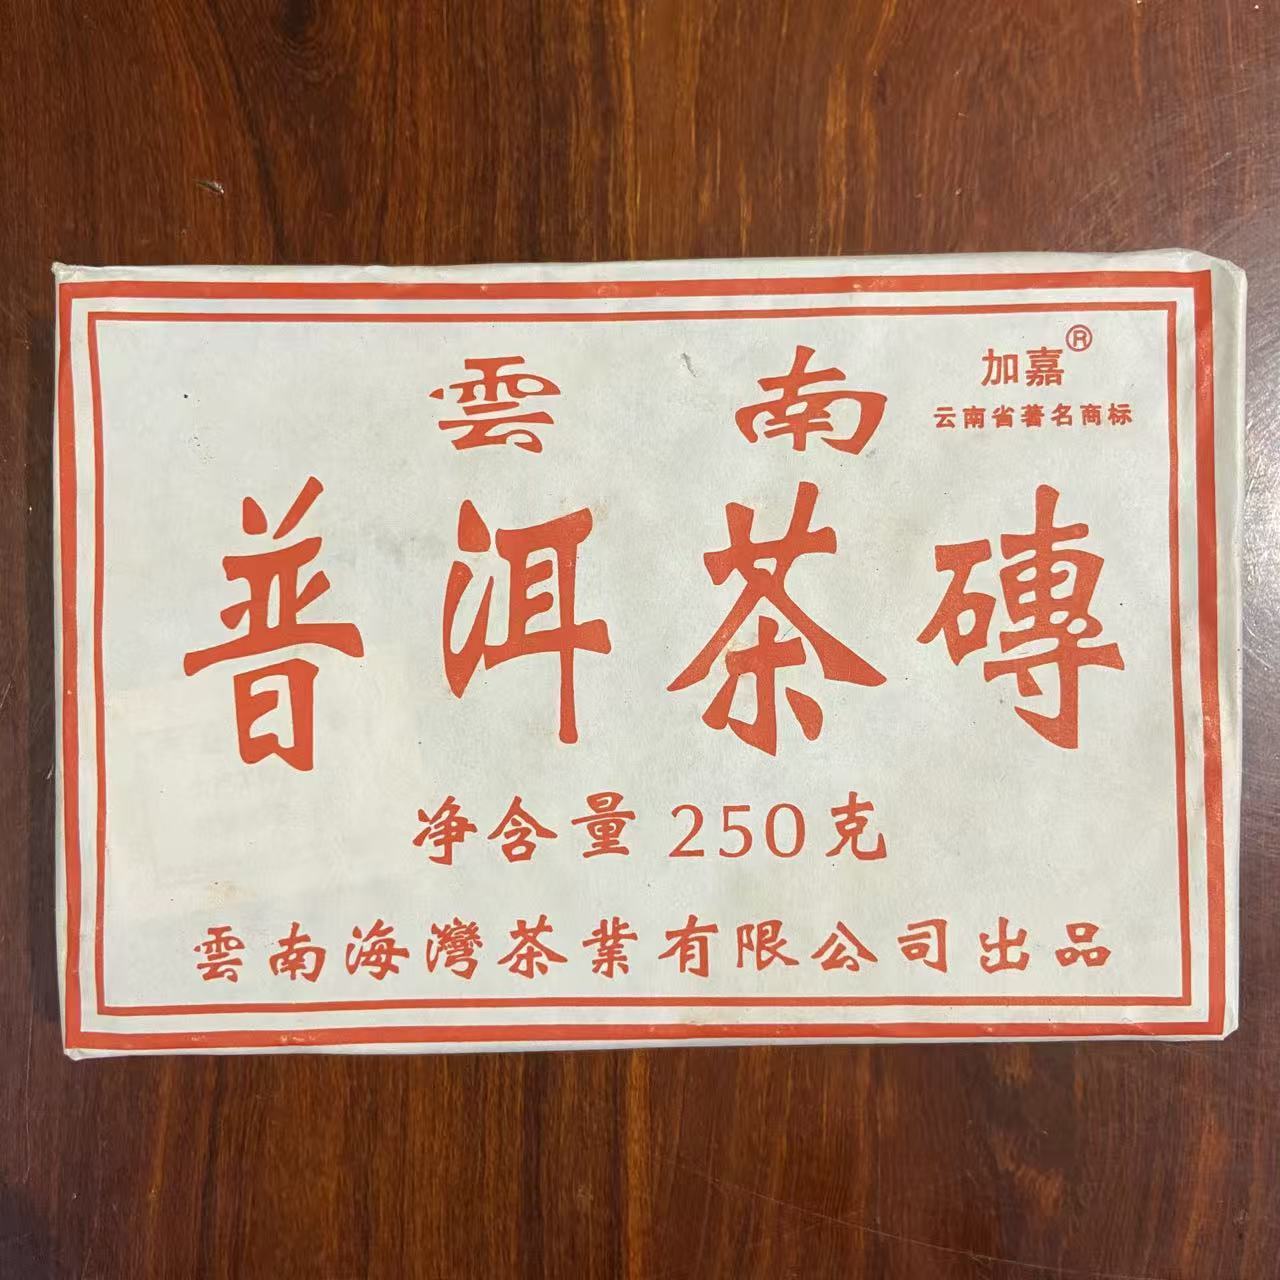 加嘉®
云南省著名商标
雲南
普洱茶磚
净含量250克
雲南海灣茶業有限公司出品